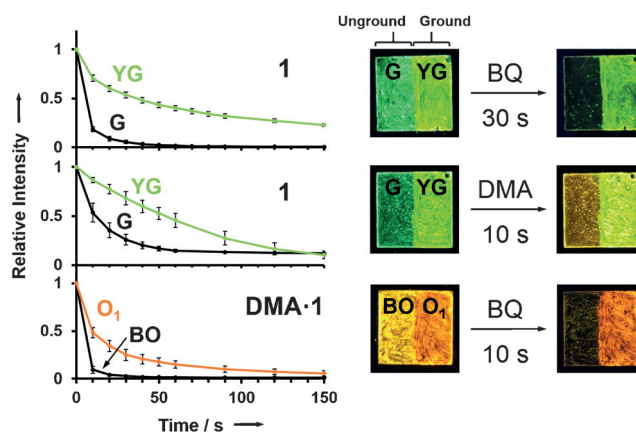 Unground Ground
1
YG
G
1
0.5
0
G YG
BQ
30 s
1
YG
G
1
0.5
0
G YG
DMA
10 s
DMA·1
O₁
BO
1
0.5
0
BO O₁
BQ
10 s
0 50 100 150
Time / s
Relative Intensity